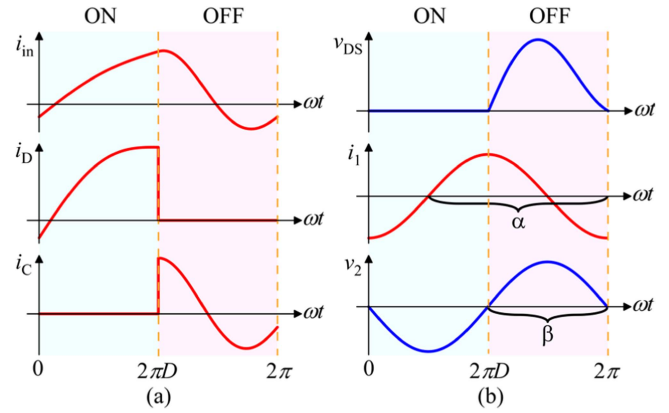 ON OFF ON OFF
i_in ωt v_DS ωt
i_D ωt i_1 ωt
α
i_C ωt v_2 ωt
β
0 2πD 2π 0 2πD 2π
(a) (b)